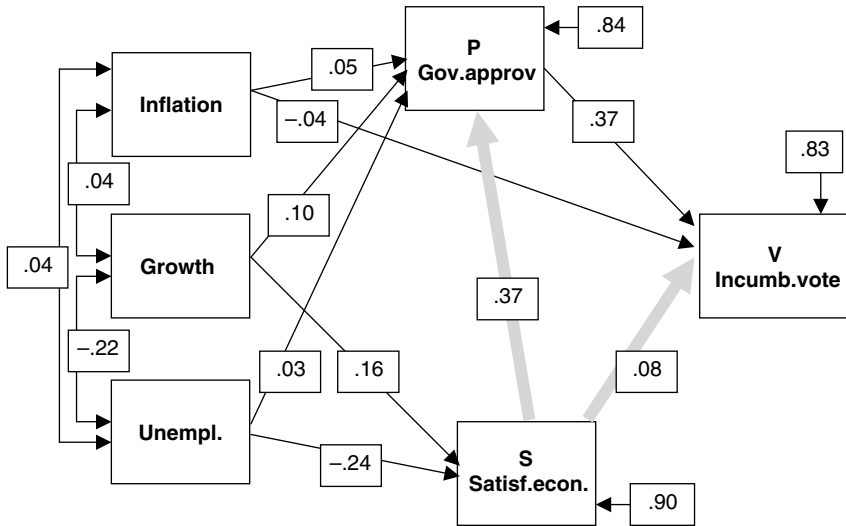 P
Gov.approv
.84
Inflation
.05
–.04
.37
.83
.04
.10
.04
Growth
V
Incumb.vote
.37
–.22
.03
.16
.08
Unempl.
–.24
S
Satisf.econ.
.90